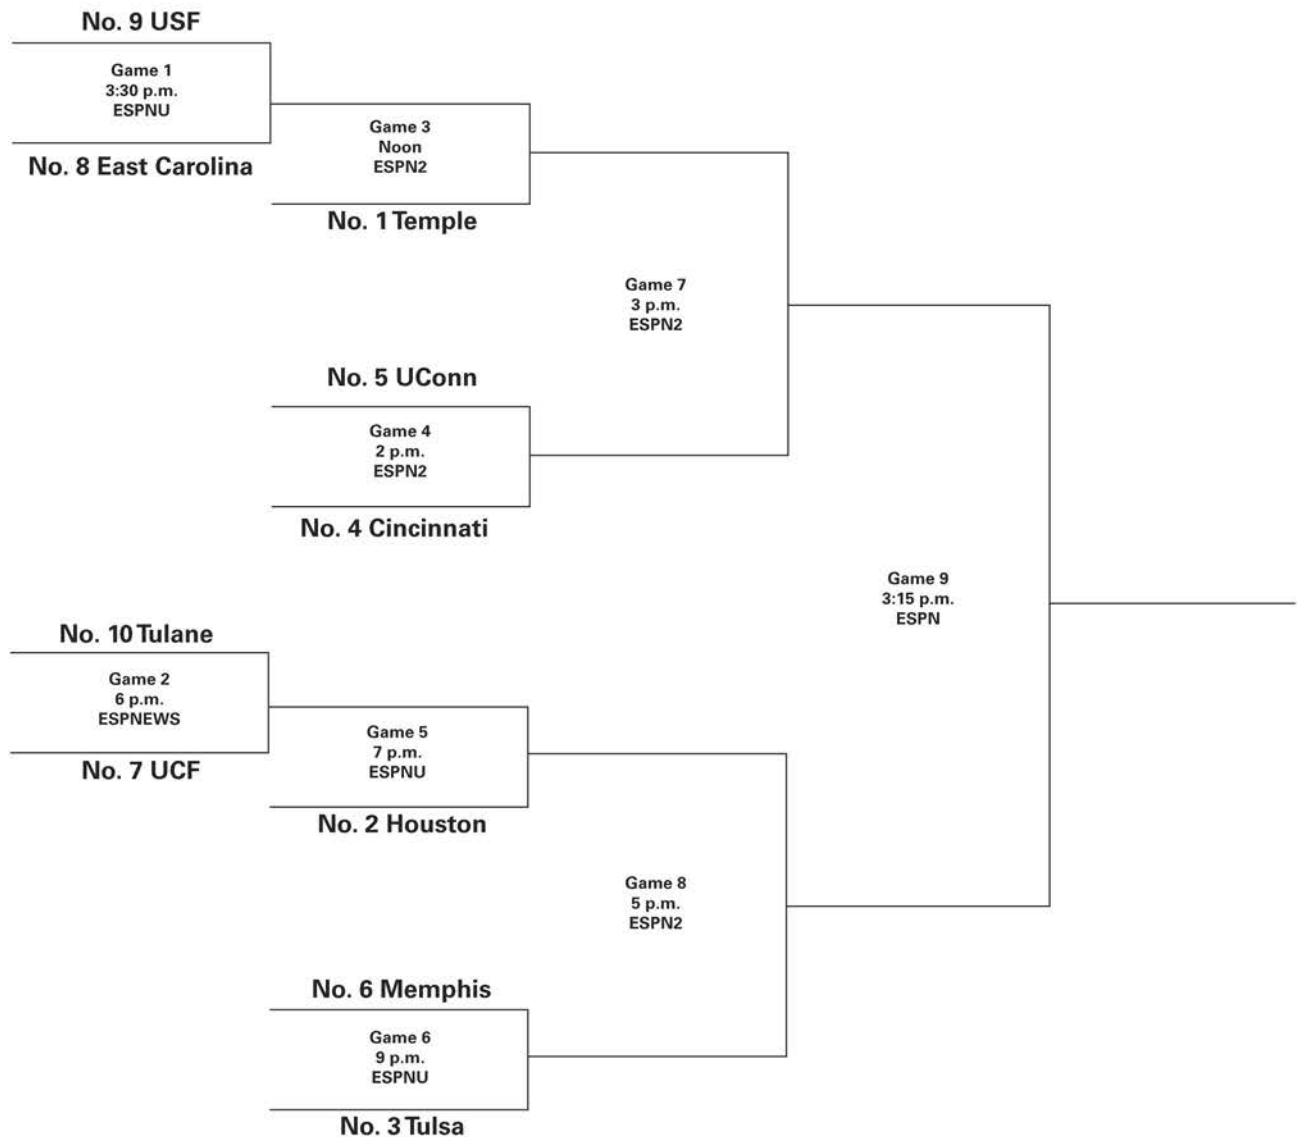 No. 9 USF
Game 1
3:30 p.m.
ESPNU
No. 8 East Carolina
Game 3
Noon
ESPN2
No. 1 Temple
Game 7
3 p.m.
ESPN2
No. 5 UConn
Game 4
2 p.m.
ESPN2
No. 4 Cincinnati
Game 9
3:15 p.m.
ESPN
No. 10 Tulane
Game 2
6 p.m.
ESPNEWS
No. 7 UCF
Game 5
7 p.m.
ESPNU
No. 2 Houston
Game 8
5 p.m.
ESPN2
No. 6 Memphis
Game 6
9 p.m.
ESPNU
No. 3 Tulsa